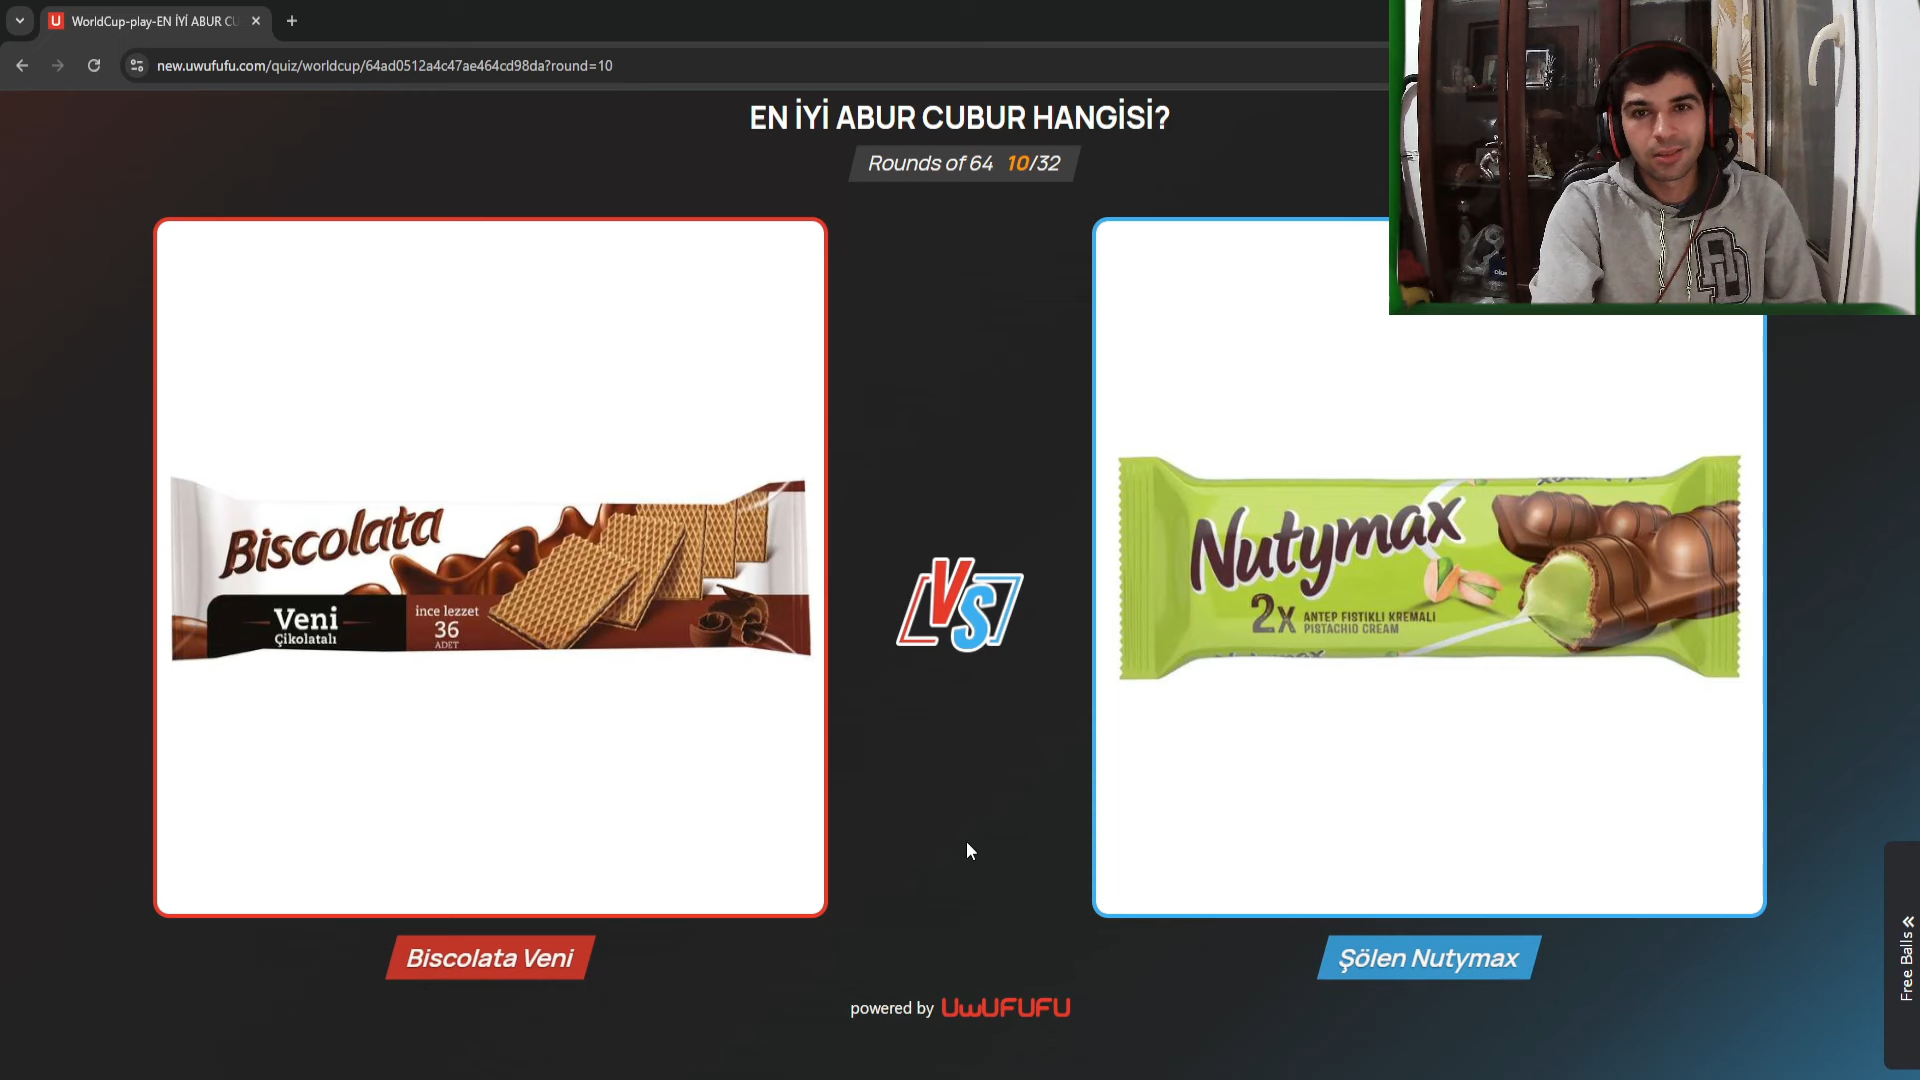 WorldCup-play-EN İYİ ABUR CU
new.uwufufu.com/quiz/worldcup/64ad0512a4c47ae464cd98da?round=10
EN İYİ ABUR CUBUR HANGİSİ?
Rounds of 64 10/32
Biscolata
Veni
Çikolatalı
ince lezzet
36
ADET
VS
Nutymax
2X ANTEP FISTIKLI KREMALI
PISTACHIO CREAM
Biscolata Veni
Şölen Nutymax
powered by UwUFUFU
Free Balls